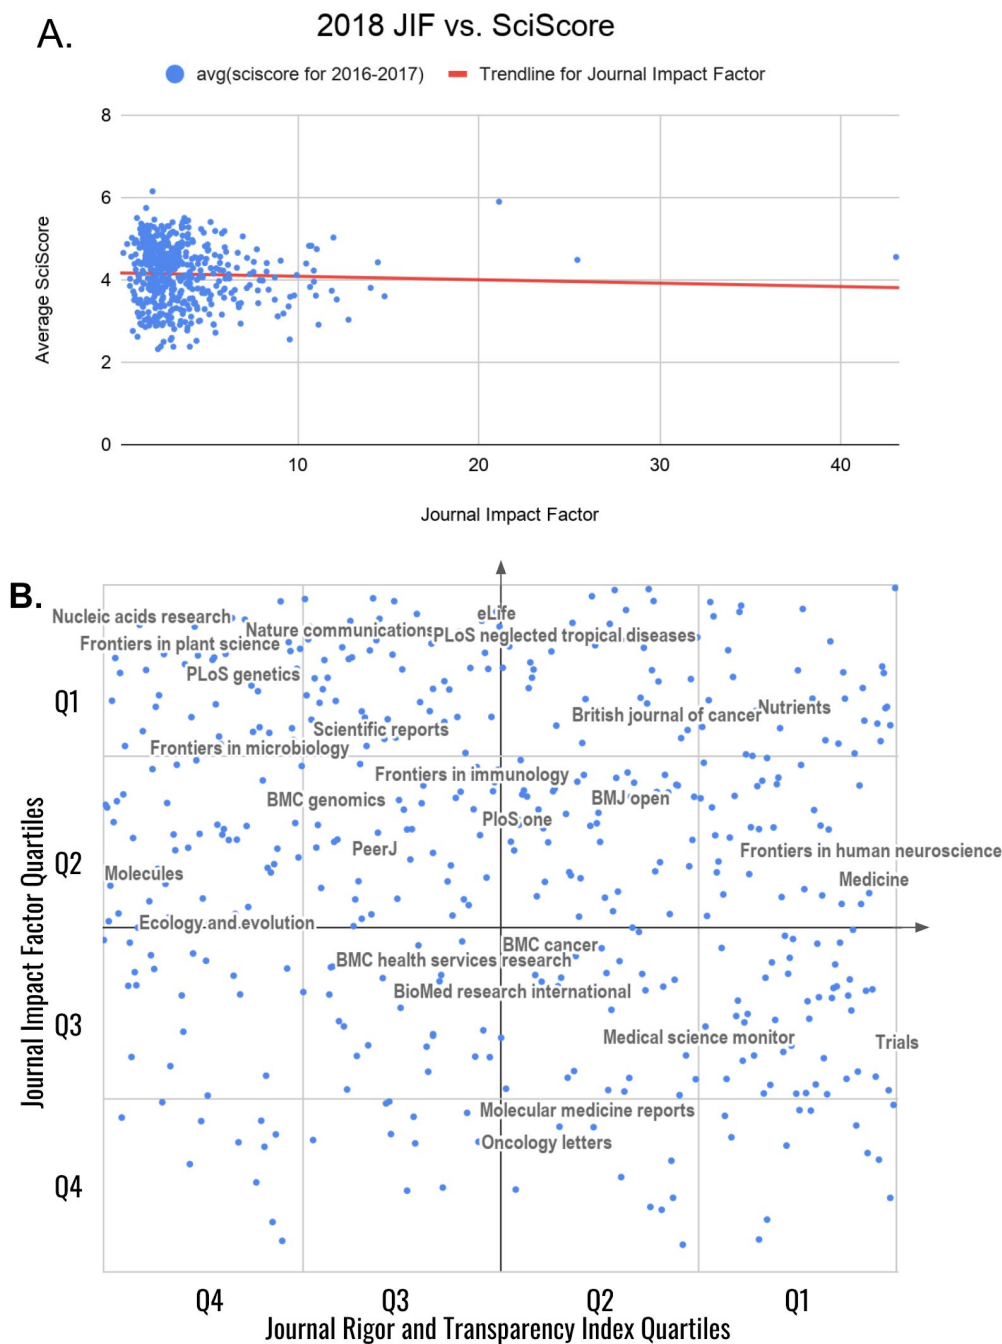 A.
2018 JIF vs. SciScore
avg(sciscore for 2016-2017)
Trendline for Journal Impact Factor
8
6
4
2
0
Average SciScore
10
20
30
40
Journal Impact Factor
B.
Nucleic acids research
eLife
Nature communications
PLoS neglected tropical diseases
Frontiers in plant science
PLoS genetics
Q1
British journal of cancer
Nutrients
Scientific reports
Frontiers in microbiology
Frontiers in immunology
BMC genomics
BMJ open
PloS one
PeerJ
Frontiers in human neuroscience
Q2
Molecules
Medicine
Ecology and evolution
BMC cancer
BMC health services research
BioMed research international
Q3
Medical science monitor
Trials
Molecular medicine reports
Oncology letters
Q4
Journal Impact Factor Quartiles
Q4
Q3
Q2
Q1
Journal Rigor and Transparency Index Quartiles